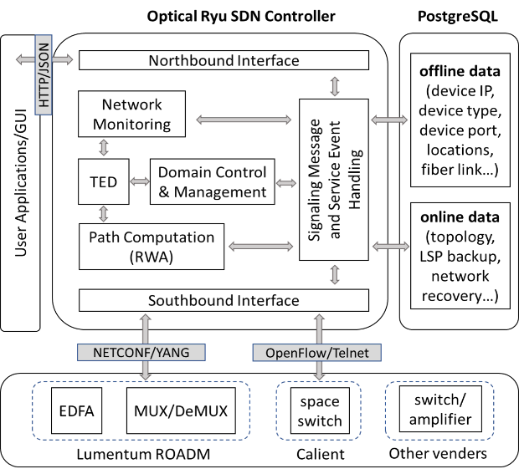 Optical Ryu SDN Controller
PostgreSQL
User Applications/GUI
HTTP/JSON
Northbound Interface
Network
Monitoring
TED
Domain Control
& Management
Path Computation
(RWA)
Signaling Message
and Service Event
Handling
Southbound Interface
offline data
(device IP,
device type,
device port,
locations,
fiber link...)
online data
(topology,
LSP backup,
network
recovery...)
NETCONF/YANG
OpenFlow/Telnet
EDFA
MUX/DeMUX
Lumentum ROADM
space
switch
Calient
switch/
amplifier
Other venders